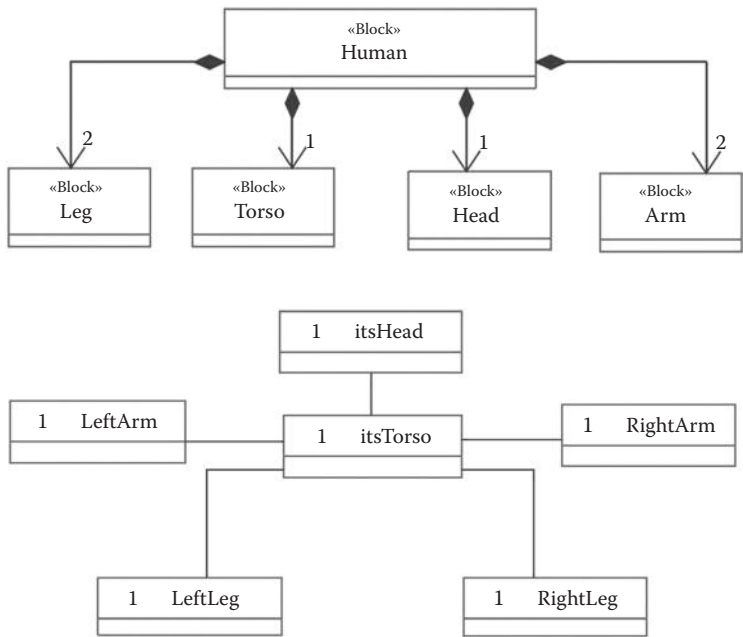 «Block»
Human
2
1
1
2
«Block»
Leg
«Block»
Torso
«Block»
Head
«Block»
Arm
1 itsHead
1 LeftArm
1 itsTorso
1 RightArm
1 LeftLeg
1 RightLeg